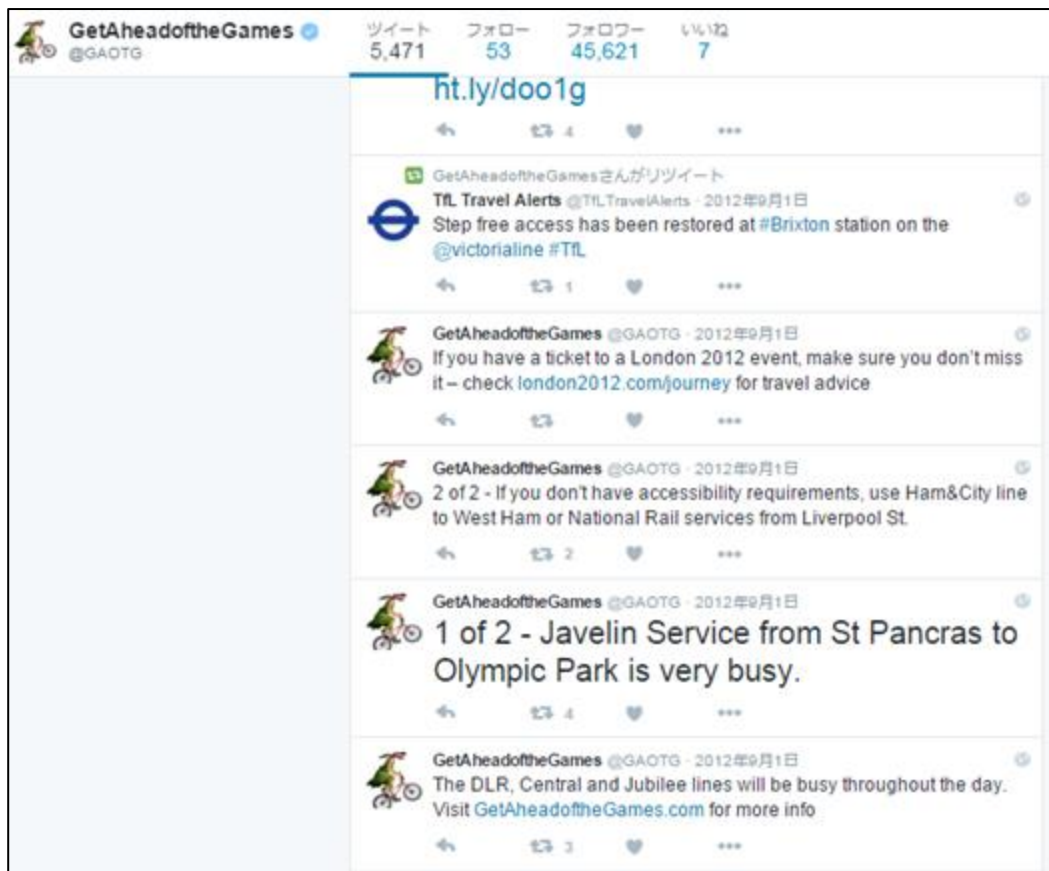 GetAheadoftheGames
@GAOTG
ツイート フォロー フォロワー いいね
5,471 53 45,621 7
ht.ly/doo1g
4
GetAheadoftheGamesさんがリツイート
TfL Travel Alerts @TfLTravelAlerts · 2012年9月1日
Step free access has been restored at #Brixton station on the
@victorialine #TfL
1
GetAheadoftheGames @GAOTG · 2012年9月1日
If you have a ticket to a London 2012 event, make sure you don't miss
it – check london2012.com/journey for travel advice
GetAheadoftheGames @GAOTG · 2012年9月1日
2 of 2 - If you don't have accessibility requirements, use Ham&City line
to West Ham or National Rail services from Liverpool St.
2
GetAheadoftheGames @GAOTG · 2012年9月1日
1 of 2 - Javelin Service from St Pancras to
Olympic Park is very busy.
4
GetAheadoftheGames @GAOTG · 2012年9月1日
The DLR, Central and Jubilee lines will be busy throughout the day.
Visit GetAheadoftheGames.com for more info
3